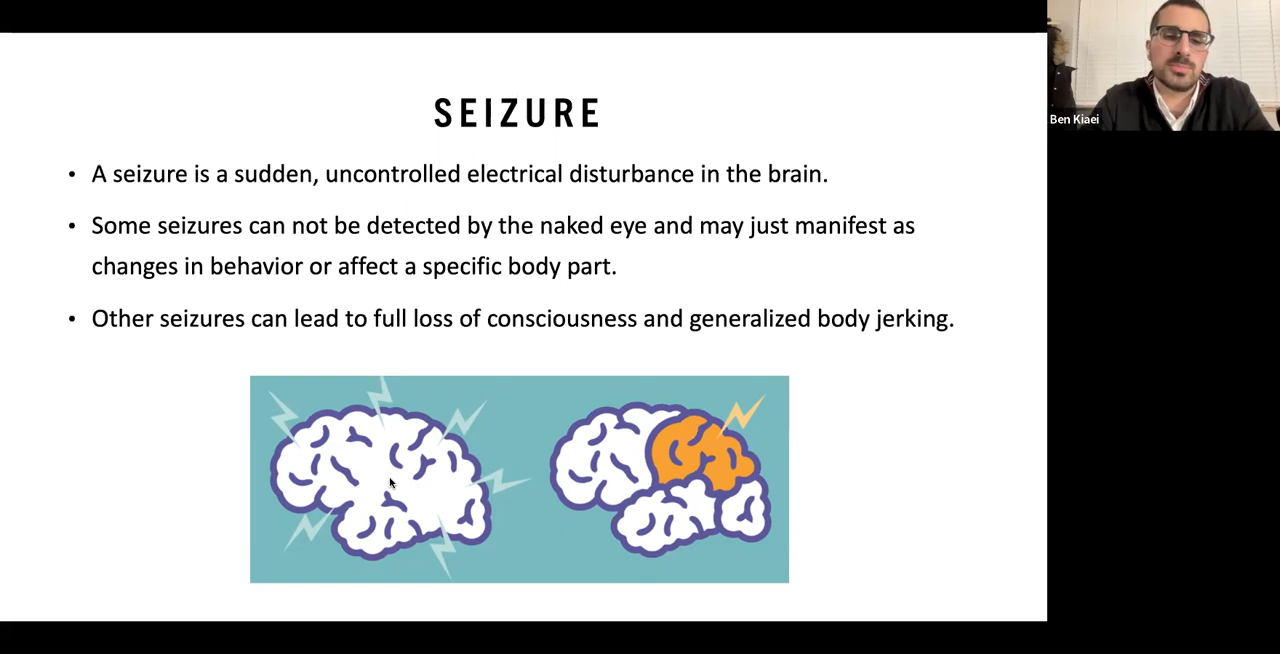 SEIZURE
• A seizure is a sudden, uncontrolled electrical disturbance in the brain.
• Some seizures can not be detected by the naked eye and may just manifest as
changes in behavior or affect a specific body part.
• Other seizures can lead to full loss of consciousness and generalized body jerking.
Ben Kiaei